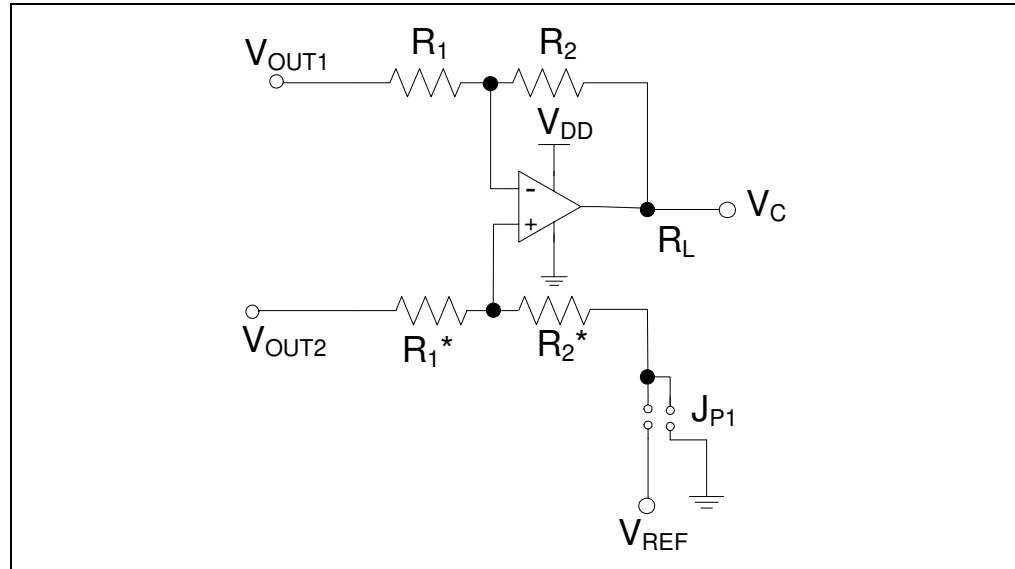 R1 R2
VOUT1
VDD
-
+
VC
RL
VOUT2
R1* R2*
JP1
VREF